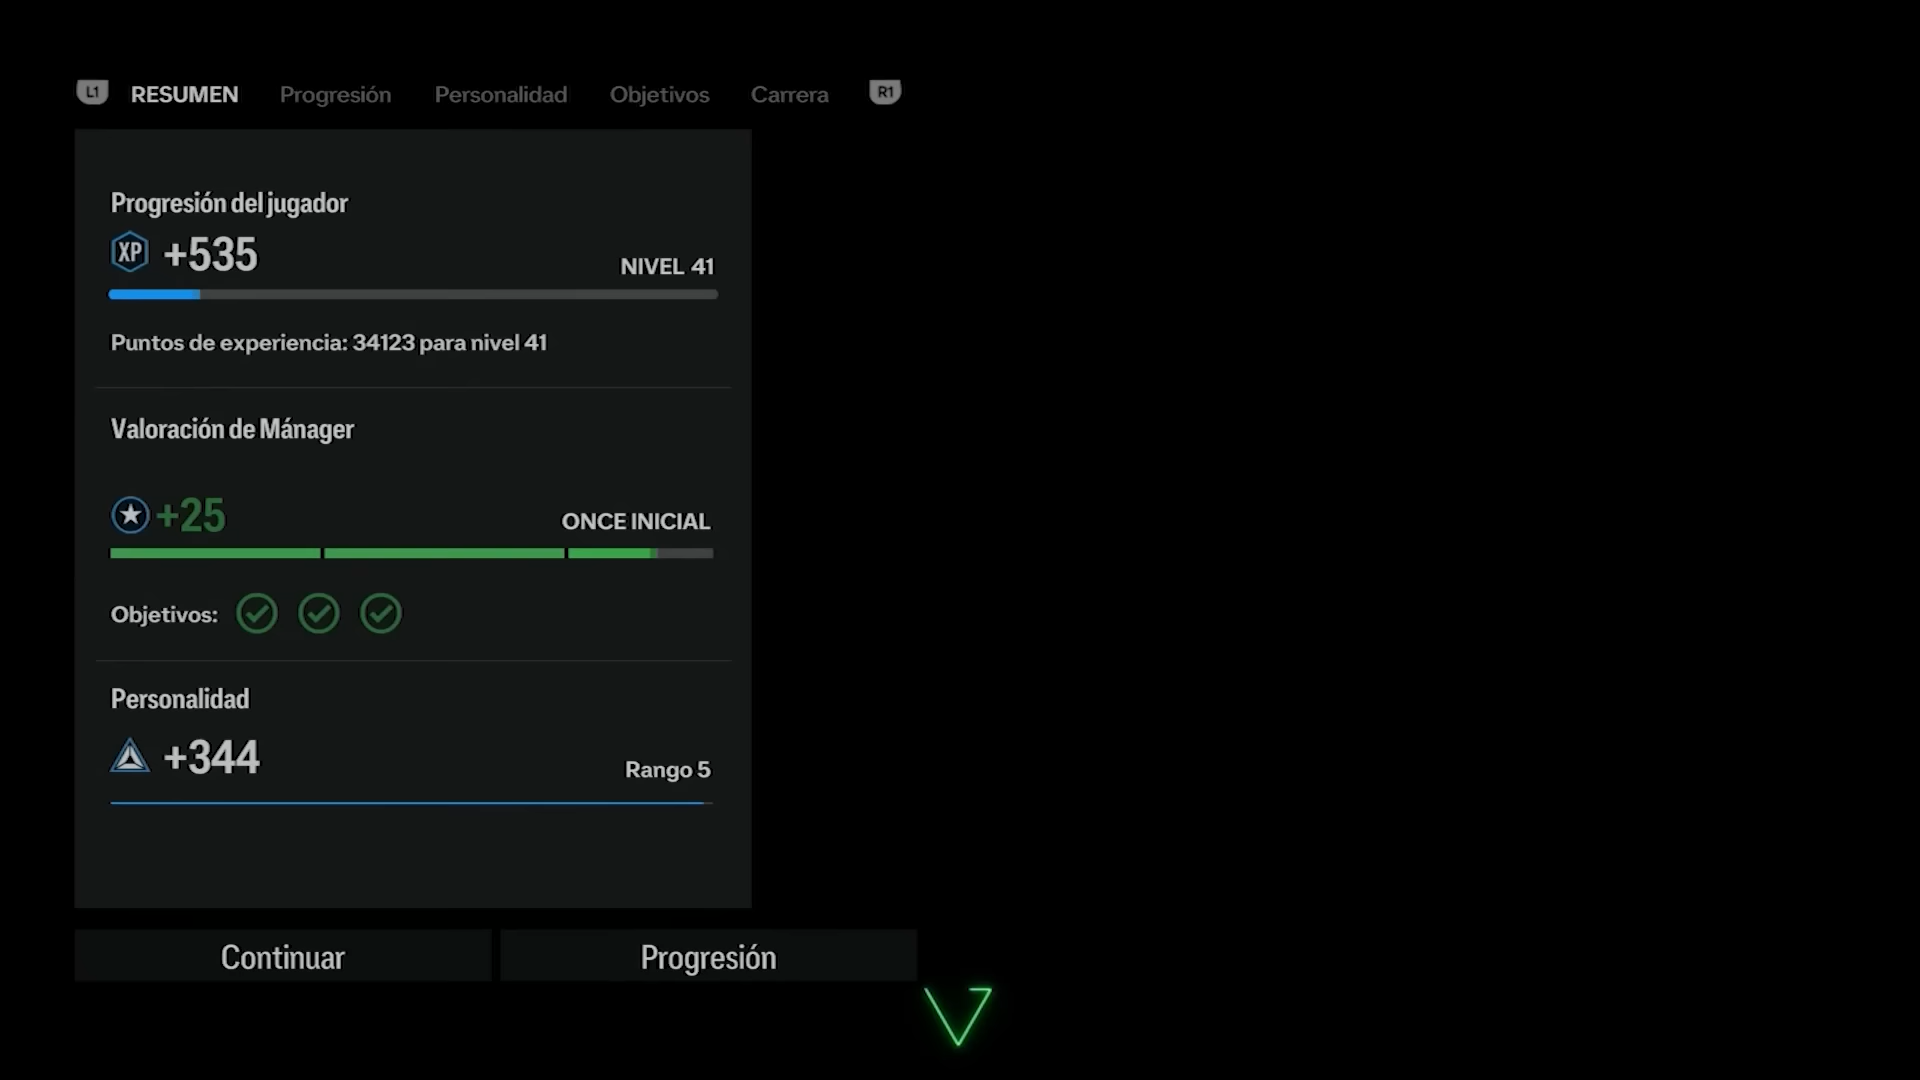 L1 RESUMEN Progresión Personalidad Objetivos Carrera R1
Progresión del jugador
XP +535 NIVEL 41
Puntos de experiencia: 34123 para nivel 41
Valoración de Mánager
+25 ONCE INICIAL
Objetivos:
Personalidad
+344 Rango 5
Continuar Progresión